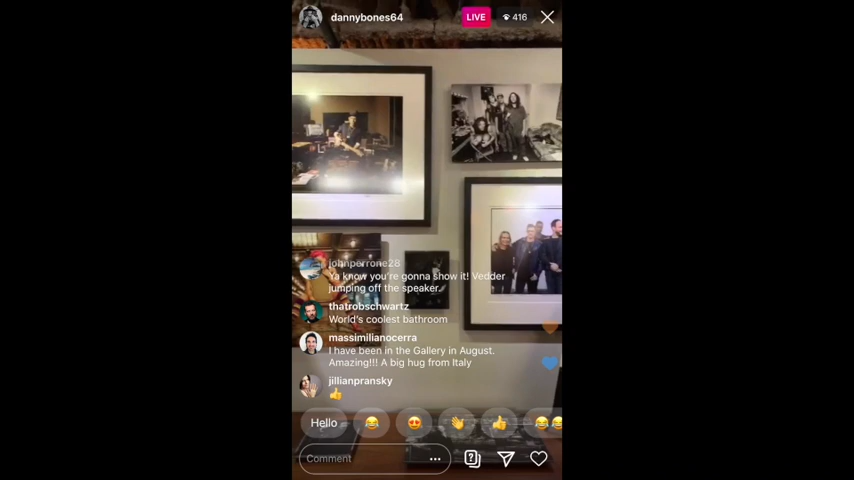 dannybones64
LIVE
416
johnperrone28
Ya know you're gonna show it! Vedder
jumping off the speaker.
thatrobschwartz
World's coolest bathroom
massimilianocerra
I have been in the Gallery in August.
Amazing!!! A big hug from Italy
jillianpransky
👍
Hello
Comment